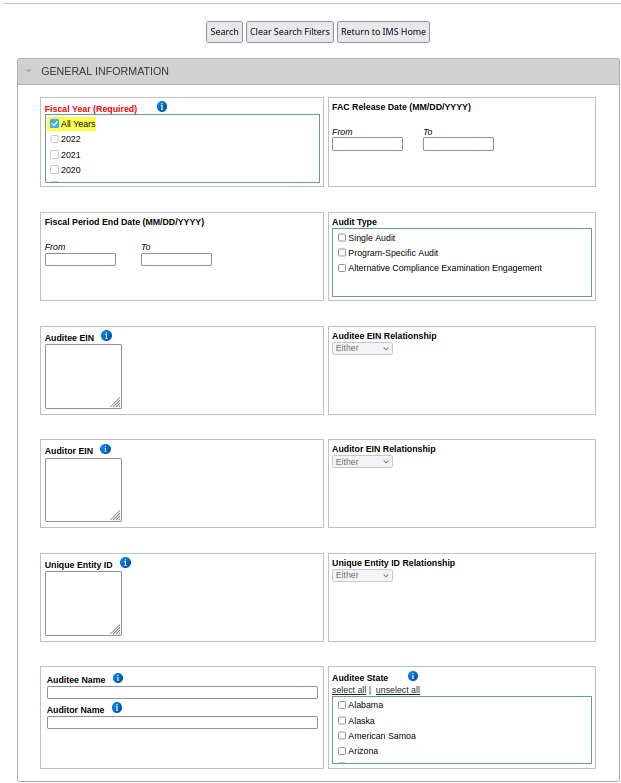 Search Clear Search Filters Return to IMS Home
GENERAL INFORMATION
Fiscal Year (Required)
All Years
2022
2021
2020
FAC Release Date (MM/DD/YYYY)
From To
Fiscal Period End Date (MM/DD/YYYY)
From To
Audit Type
Single Audit
Program-Specific Audit
Alternative Compliance Examination Engagement
Auditee EIN
Auditee EIN Relationship
Either
Auditor EIN
Auditor EIN Relationship
Either
Unique Entity ID
Unique Entity ID Relationship
Either
Auditee Name
Auditor Name
Auditee State
select all | unselect all
Alabama
Alaska
American Samoa
Arizona